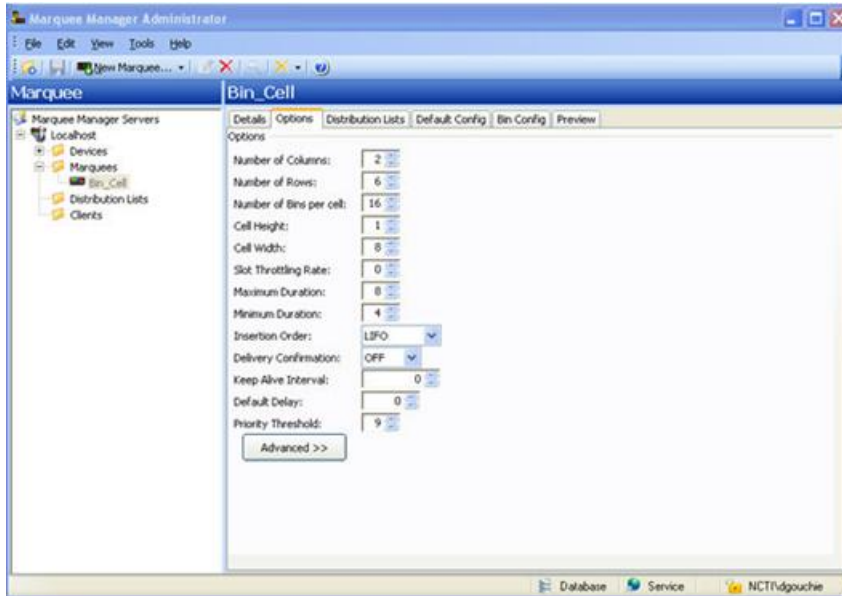 Marquee Manager Administrator
File Edit View Tools Help
New Marquee...
Marquee
Bin_Cell
Marquee Manager Servers
Localhost
Devices
Marquees
Bin_Cell
Distribution Lists
Clients
Details Options Distribution Lists Default Config Bin Config Preview
Options
Number of Columns: 2
Number of Rows: 6
Number of Bins per cell: 16
Cell Height: 1
Cell Width: 8
Slot Throttling Rate: 0
Maximum Duration: 8
Minimum Duration: 4
Insertion Order: LIFO
Delivery Confirmation: OFF
Keep Alive Interval: 0
Default Delay: 0
Priority Threshold: 9
Advanced >>
Database Service NCTI\dgouchie